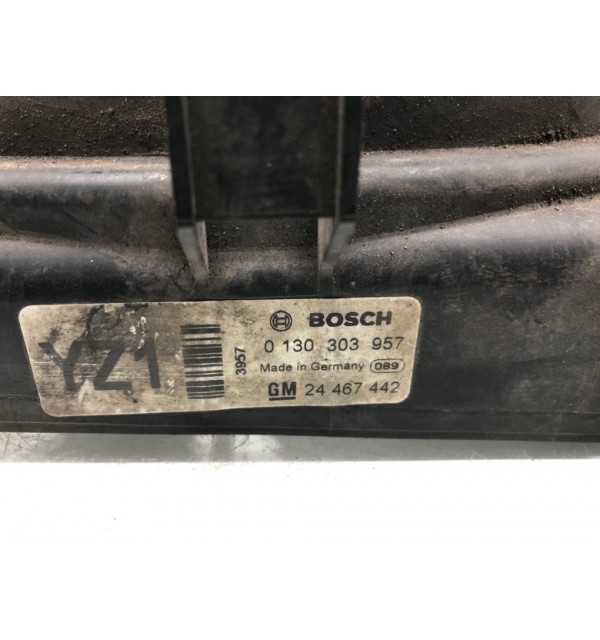 YZ1
3957
BOSCH
0 130 303 957
Made in Germany 089
GM 24 467 442